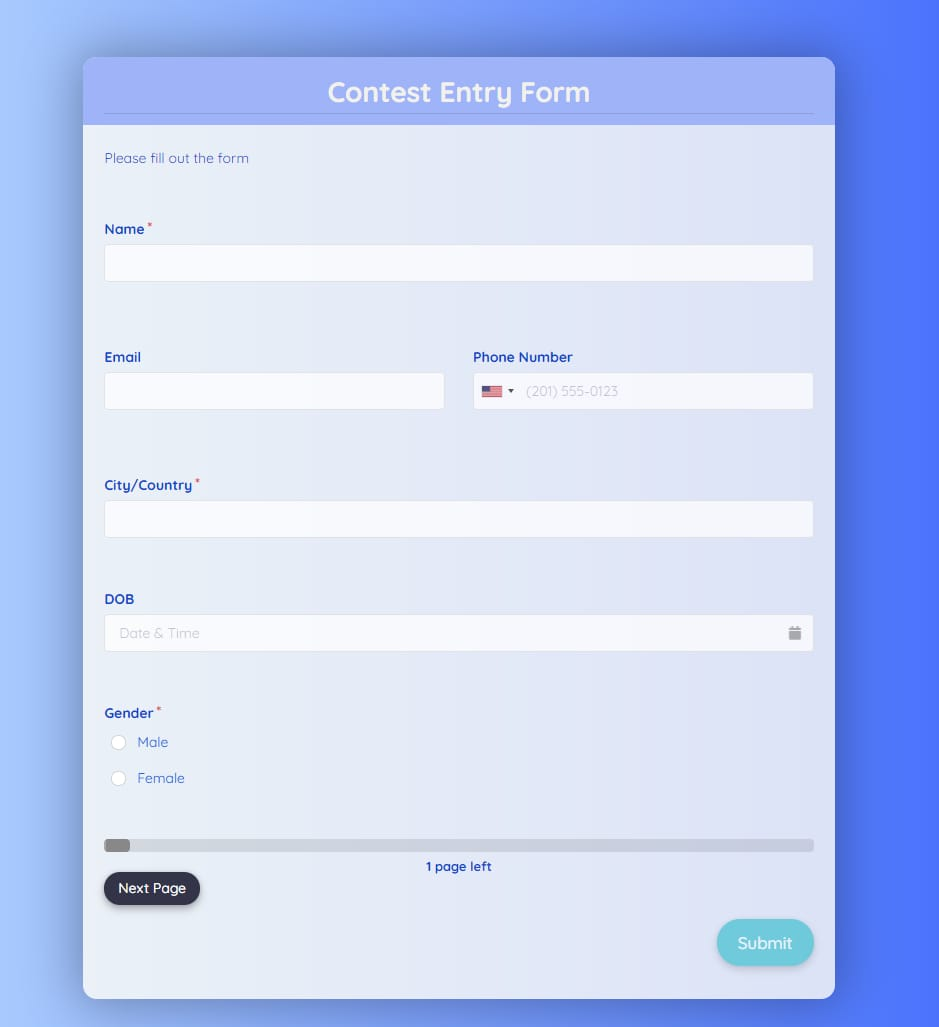 Contest Entry Form
Please fill out the form
Name *
Email
Phone Number
(201) 555-0123
City/Country *
DOB
Date & Time
Gender *
Male
Female
1 page left
Next Page
Submit